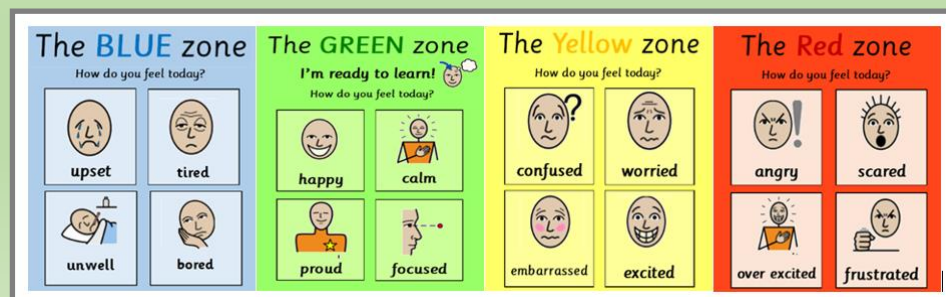 The BLUE zone
How do you feel today?
upset
tired
unwell
bored
The GREEN zone
I'm ready to learn!
How do you feel today?
happy
calm
proud
focused
The Yellow zone
How do you feel today?
?
confused
worried
embarrassed
excited
The Red zone
How do you feel today?
!
angry
scared
over excited
frustrated